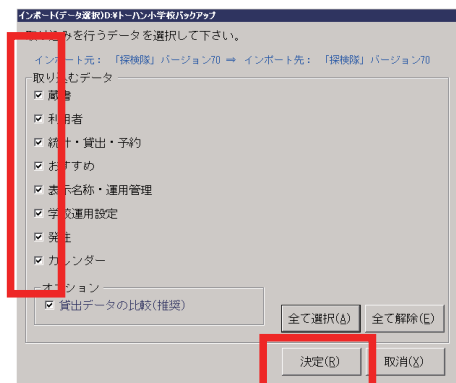 インポート(データ選択)D:¥トーハン小学校バックアップ
取り込みを行うデータを選択して下さい。
インポート元： 「探検隊」バージョン70 ⇒ インポート先： 「探検隊」バージョン70
取り込むデータ
蔵書
利用者
統計・貸出・予約
おすすめ
表示名称・運用管理
学校運用設定
発注
カレンダー
オプション
貸出データの比較(推奨)
全て選択(A) 全て解除(E)
決定(R) 取消(X)